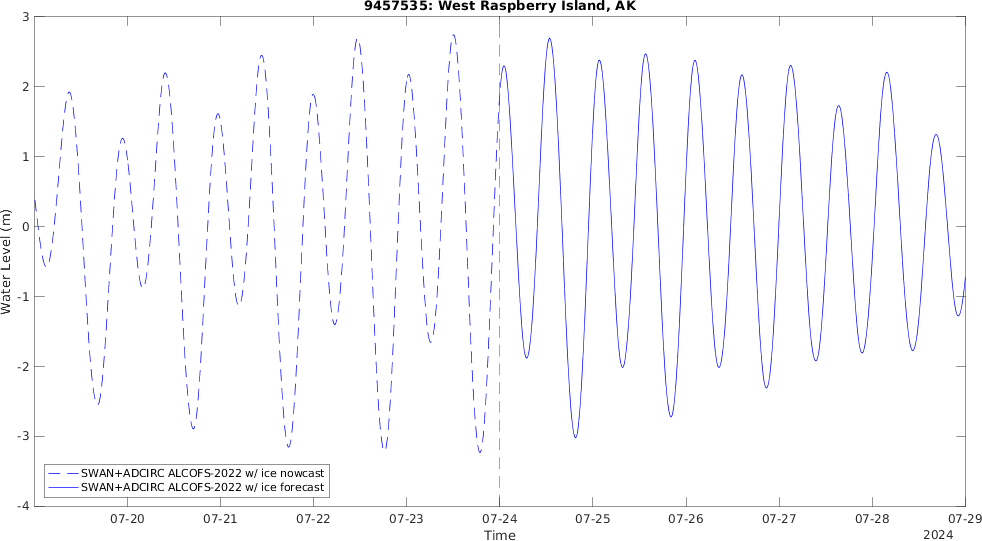 9457535: West Raspberry Island, AK
3
2
1
0
-1
-2
-3
-4
Water Level (m)
SWAN+ADCIRC ALCOFS-2022 w/ ice nowcast
SWAN+ADCIRC ALCOFS-2022 w/ ice forecast
07-20 07-21 07-22 07-23 07-24 07-25 07-26 07-27 07-28 07-29
Time
2024